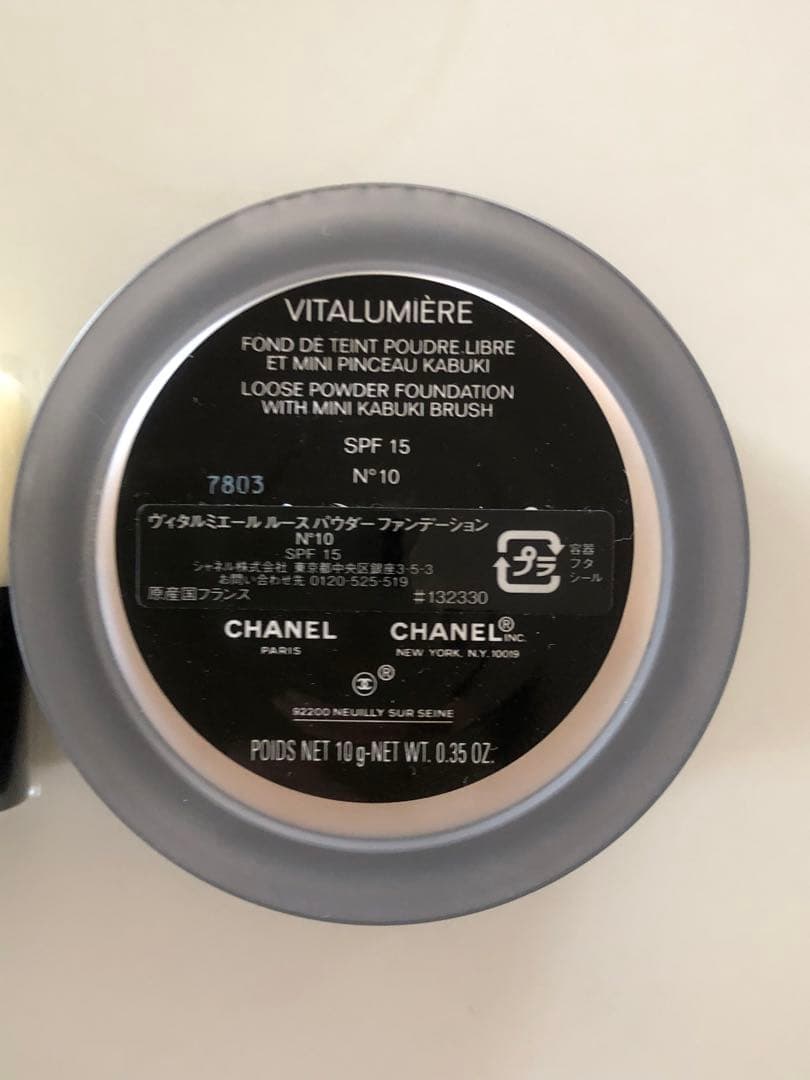 VITALUMIÈRE
FOND DE TEINT POUDRE LIBRE
ET MINI PINCEAU KABUKI
LOOSE POWDER FOUNDATION
WITH MINI KABUKI BRUSH
SPF 15
7803
N°10
ヴィタルミエール ルース パウダー ファンデーション
N°10
SPF 15
シャネル株式会社 東京都中央区銀座3-5-3
お問い合わせ先 0120-525-519
原産国フランス #132330
プラ
容器
フタ
シール
CHANEL
PARIS
CHANEL® INC.
NEW YORK. N.Y. 10019
®
92200 NEUILLY SUR SEINE
POIDS NET 10 g-NET WT. 0.35 OZ.